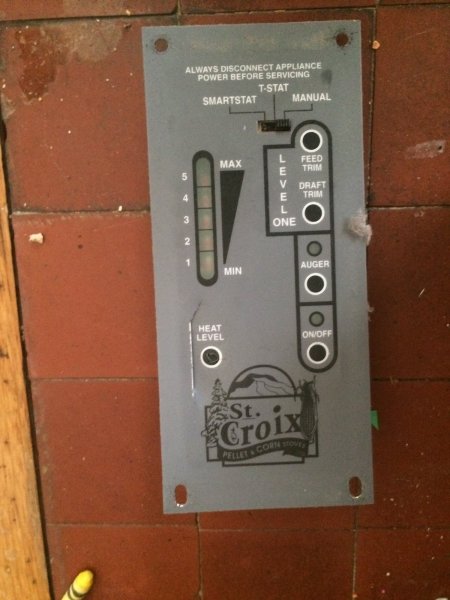 ALWAYS DISCONNECT APPLIANCE
POWER BEFORE SERVICING
T-STAT
SMARTSTAT
MANUAL
FEED
TRIM
LEVEL
ONE
DRAFT
TRIM
MAX
5
4
3
2
1
MIN
AUGER
ON/OFF
HEAT
LEVEL
St.
Croix
PELLET & CORN STOVES